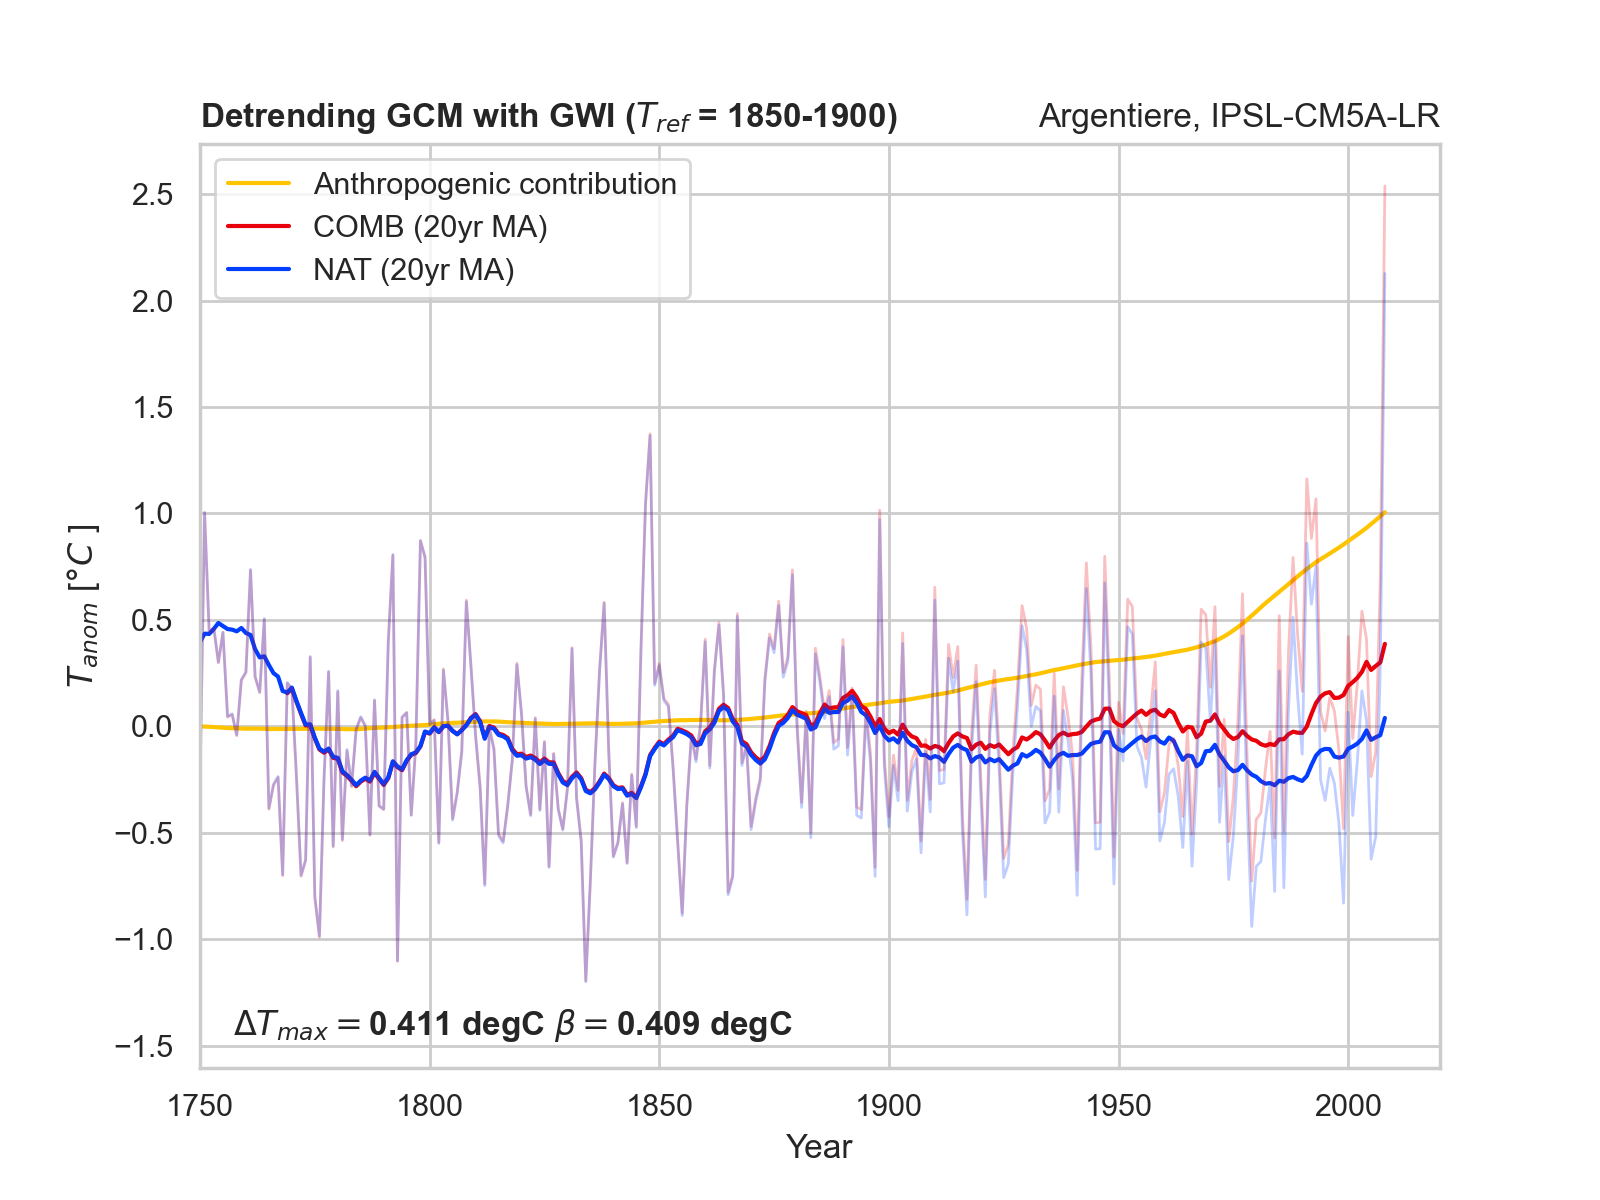 Detrending GCM with GWI (T_ref = 1850-1900)
Argentiere, IPSL-CM5A-LR
Anthropogenic contribution
COMB (20yr MA)
NAT (20yr MA)
2.5
2.0
1.5
1.0
0.5
0.0
−0.5
−1.0
−1.5
T_anom [°C]
ΔT_max = 0.411 degC β = 0.409 degC
1750 1800 1850 1900 1950 2000
Year